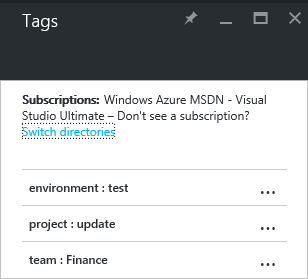 Tags
Subscriptions: Windows Azure MSDN - Visual
Studio Ultimate – Don't see a subscription?
Switch directories
environment : test
...
project : update
...
team : Finance
...